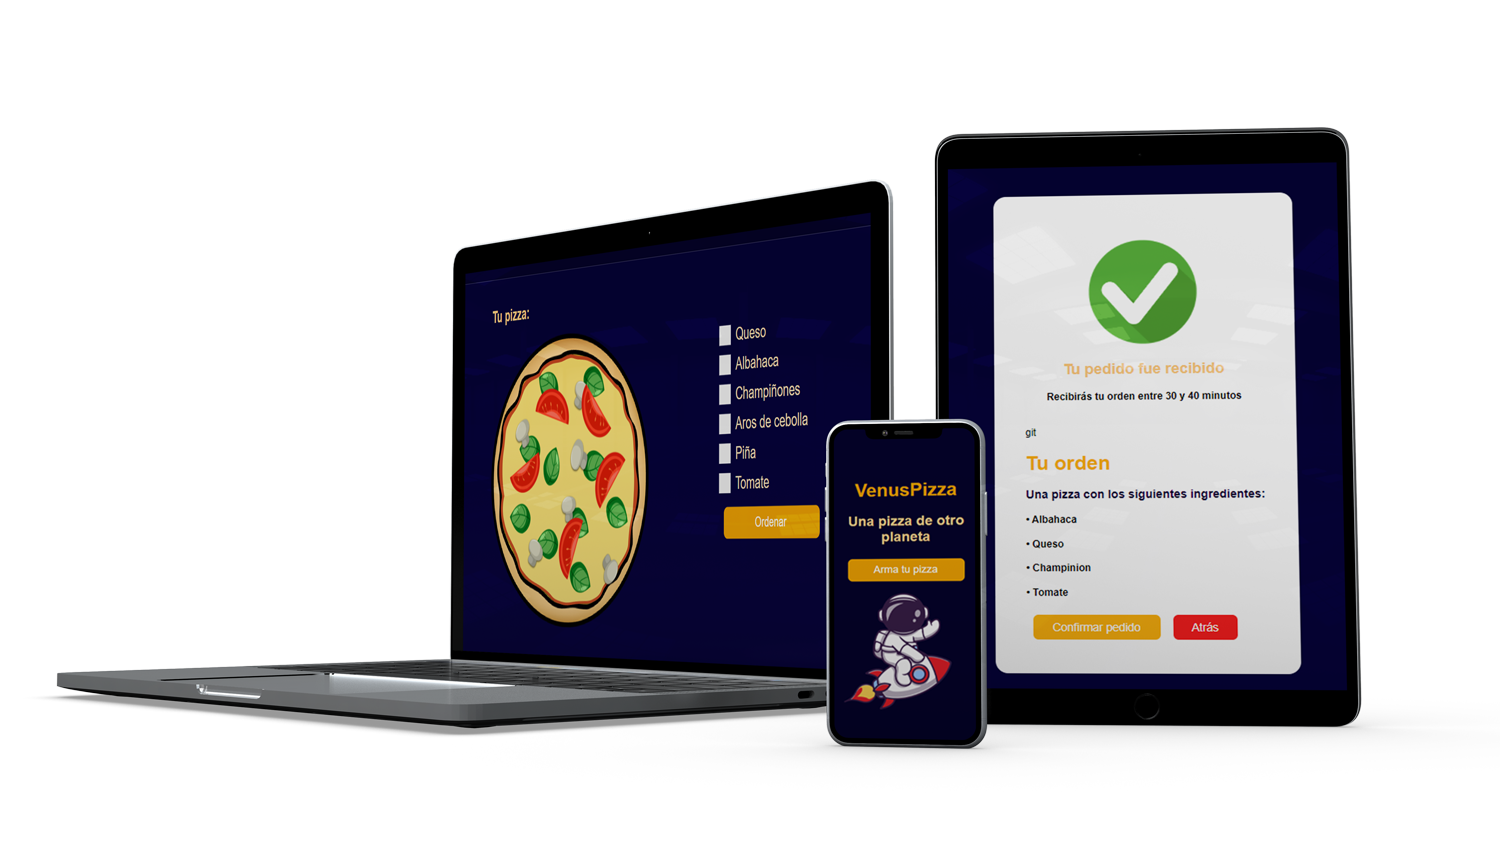 Tu pizza:
Queso
Albahaca
Champiñones
Aros de cebolla
Piña
Tomate
Ordenar
VenusPizza
Una pizza de otro
planeta
Arma tu pizza
Tu pedido fue recibido
Recibirás tu orden entre 30 y 40 minutos
git
Tu orden
Una pizza con los siguientes ingredientes:
• Albahaca
• Queso
• Champinion
• Tomate
Confirmar pedido
Atrás